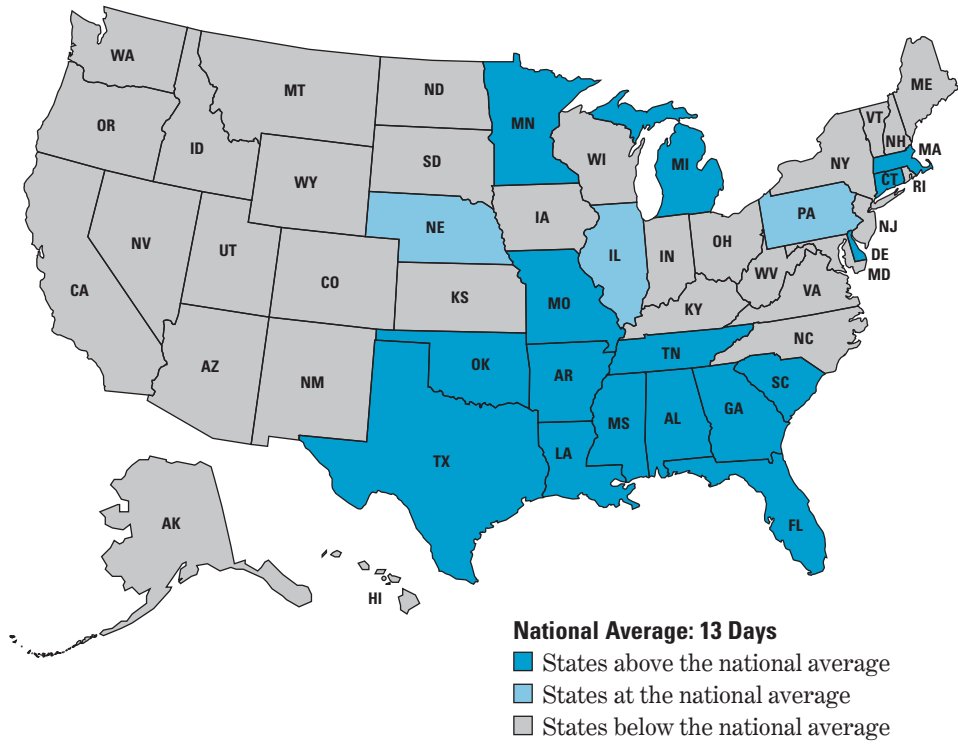 WA
MT
ND
MN
ME
VT
NH
MA
OR
ID
SD
WI
MI
NY
CT
RI
WY
IA
PA
NJ
NE
NV
UT
CO
IL
IN
OH
DE
MD
WV
VA
CA
KS
MO
KY
NC
AZ
NM
OK
AR
TN
SC
TX
LA
MS
AL
GA
FL
AK
HI
National Average: 13 Days
States above the national average
States at the national average
States below the national average